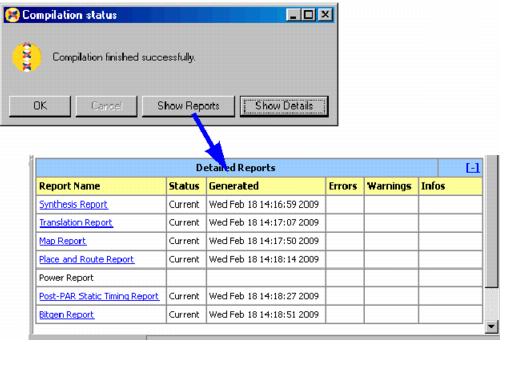 Compilation status
Compilation finished successfully.
OK Cancel Show Reports Show Details
Detailed Reports [-]
Report Name Status Generated Errors Warnings Infos
Synthesis Report Current Wed Feb 18 14:16:59 2009
Translation Report Current Wed Feb 18 14:17:07 2009
Map Report Current Wed Feb 18 14:17:50 2009
Place and Route Report Current Wed Feb 18 14:18:14 2009
Power Report
Post-PAR Static Timing Report Current Wed Feb 18 14:18:27 2009
Bitgen Report Current Wed Feb 18 14:18:51 2009